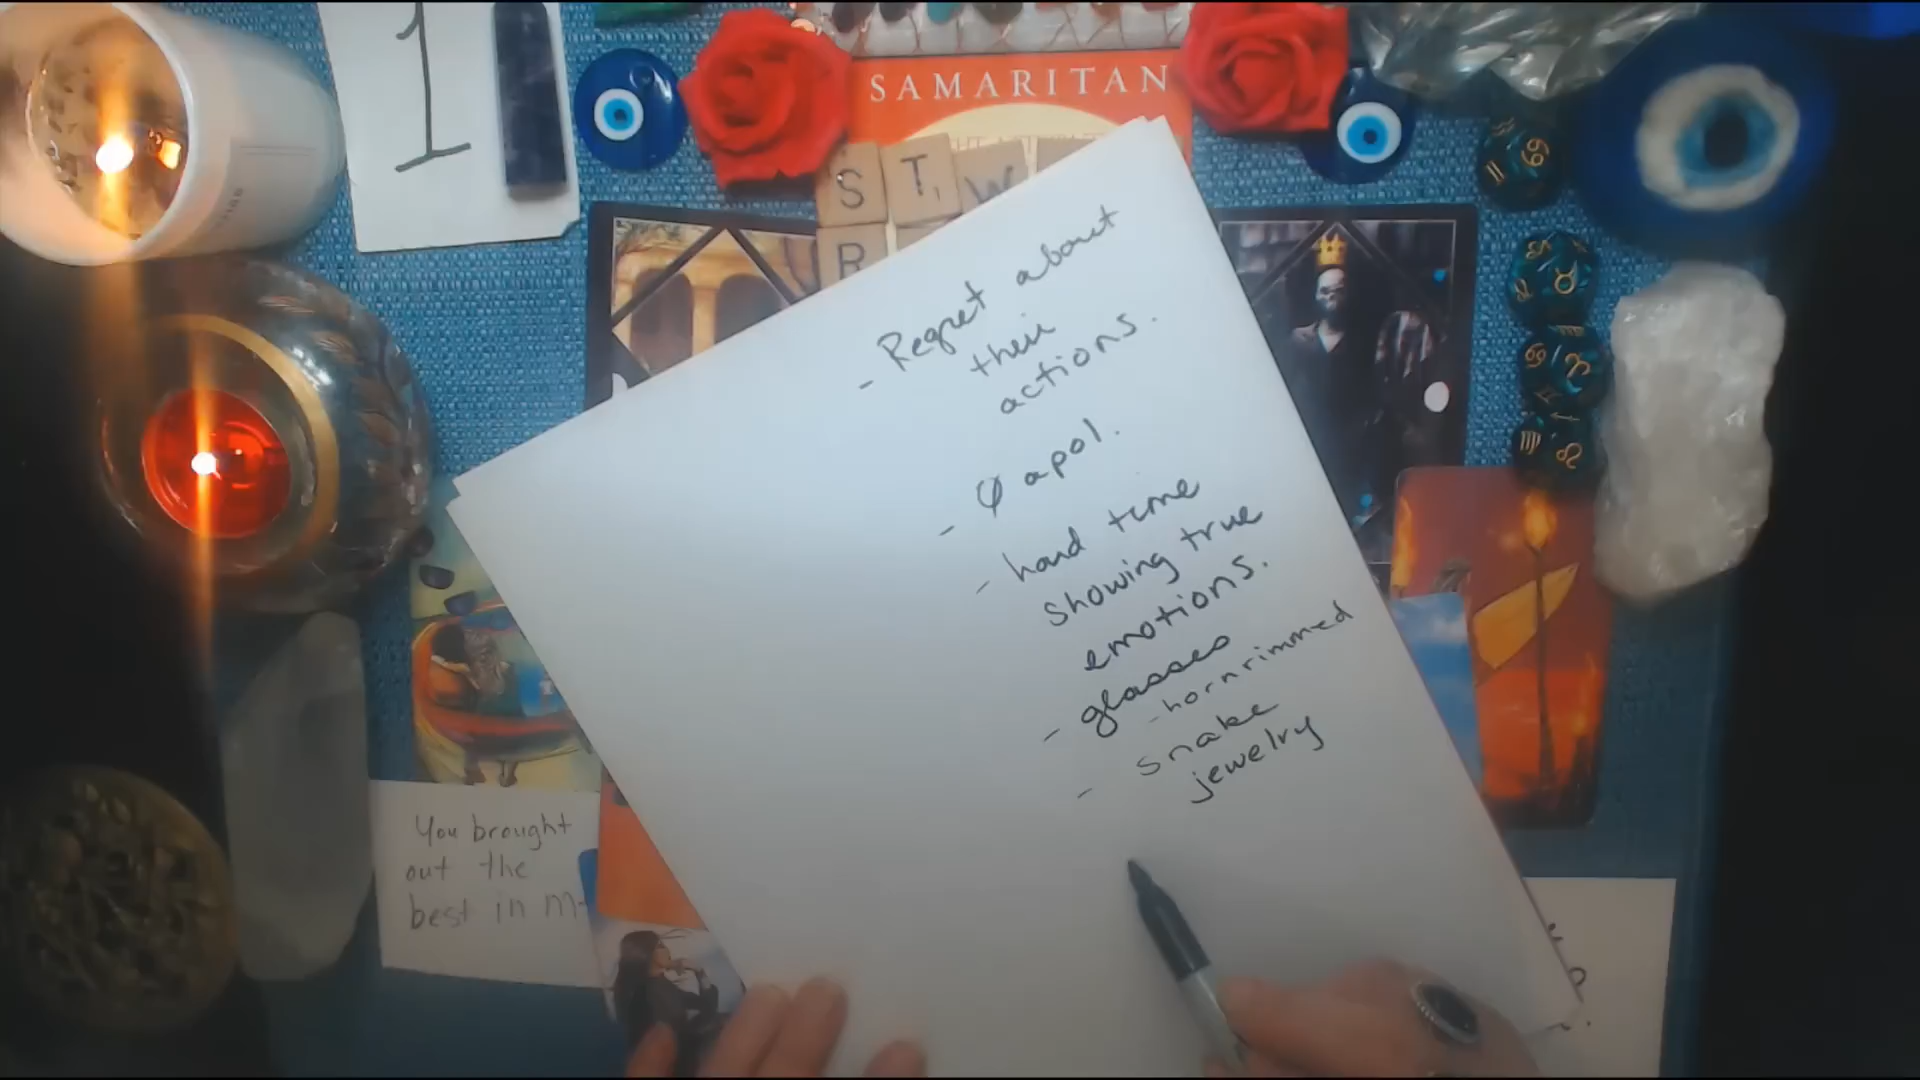 1
SAMARITAN
S T W
R
- Regret about
their
actions.
- Ø apol.
- hard time
showing true
emotions.
- glasses
- hornrimmed
- snake
jewelry
You brought
out the
best in m